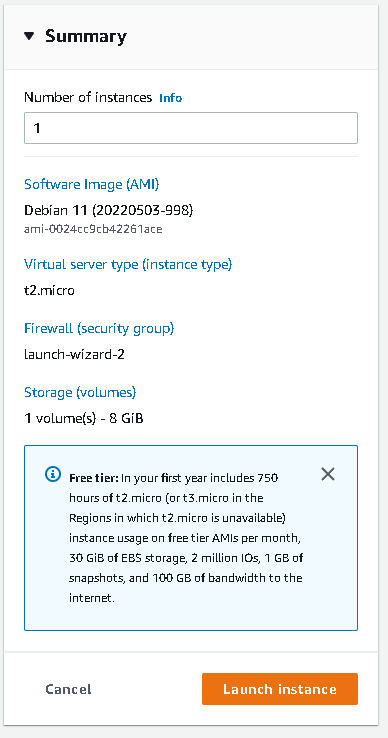 Summary
Number of instances Info
1
Software Image (AMI)
Debian 11 (20220503-998)
ami-0024cc9cb42261ace
Virtual server type (instance type)
t2.micro
Firewall (security group)
launch-wizard-2
Storage (volumes)
1 volume(s) - 8 GiB
Free tier: In your first year includes 750
hours of t2.micro (or t3.micro in the
Regions in which t2.micro is unavailable)
instance usage on free tier AMIs per month,
30 GiB of EBS storage, 2 million IOs, 1 GB of
snapshots, and 100 GB of bandwidth to the
internet.
Cancel
Launch instance